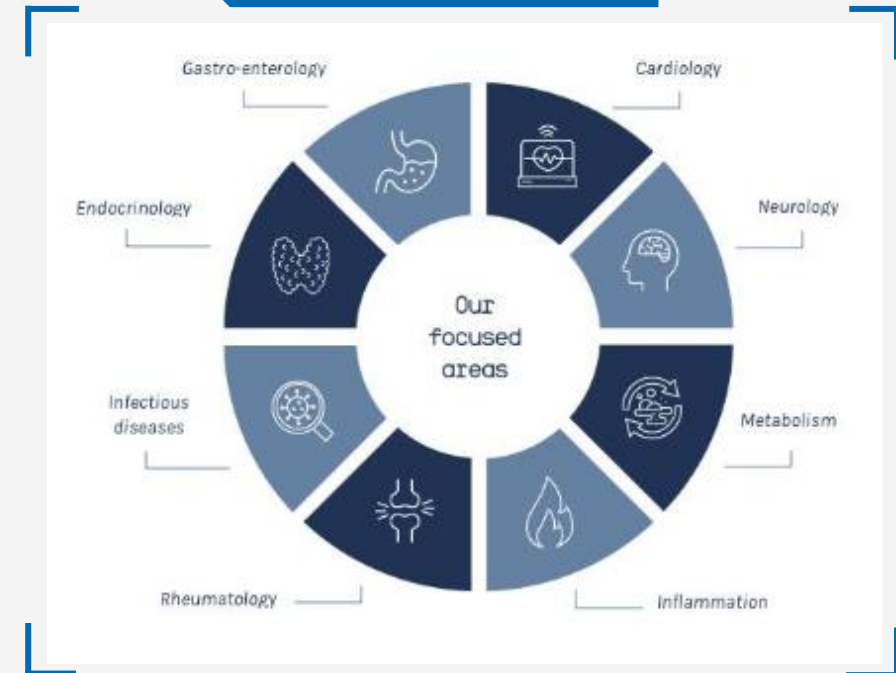 Gastro-enterology
Cardiology
Endocrinology
Neurology
Our
focused
areas
Infectious
diseases
Metabolism
Rheumatology
Inflammation